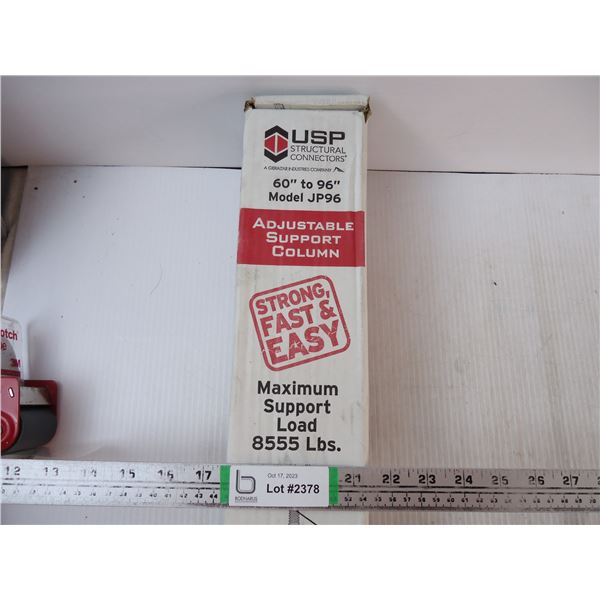 USP
STRUCTURAL
CONNECTORS®
A GIBRALTAR INDUSTRIES COMPANY
60" to 96"
Model JP96
ADJUSTABLE
SUPPORT
COLUMN
STRONG,
FAST &
EASY
Maximum
Support
Load
8555 Lbs.
otch
3M
12 13 14 15 16 17 21 22 23 24 25 26 27
Oct 17, 2023
Lot #2378
b
BODNARUS